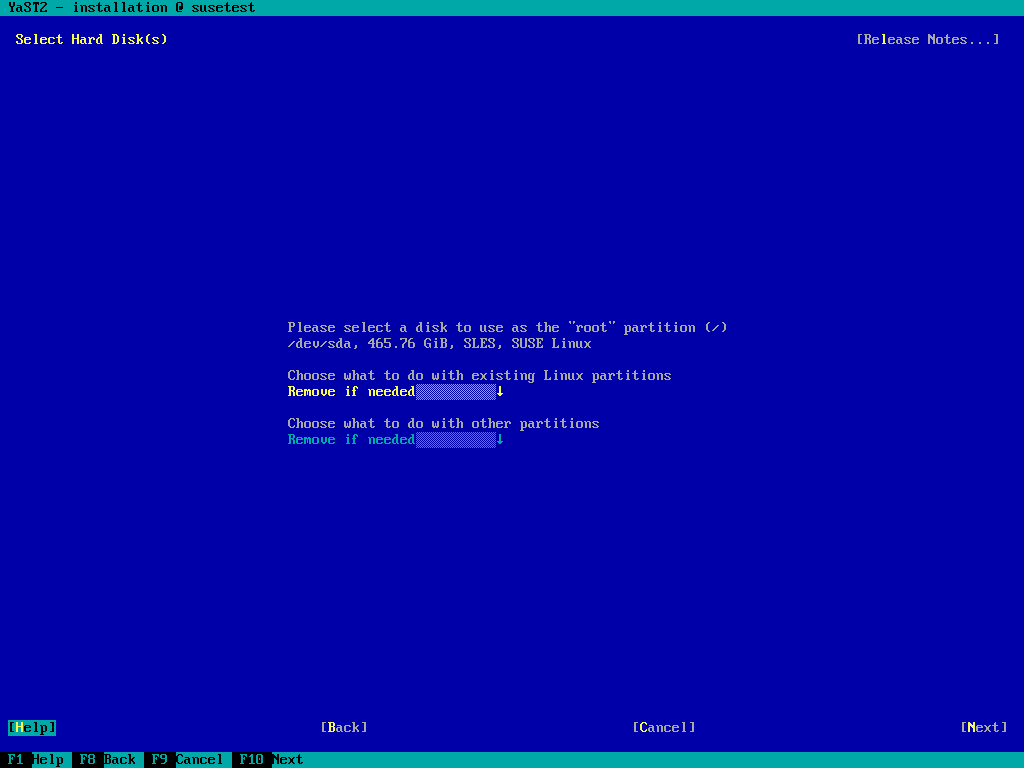 YaST2 - installation @ susetest
Select Hard Disk(s) [Release Notes...]
Please select a disk to use as the "root" partition (/)
/dev/sda, 465.76 GiB, SLES, SUSE Linux
Choose what to do with existing Linux partitions
Remove if needed↓
Choose what to do with other partitions
Remove if needed↓
[Help] [Back] [Cancel] [Next]
F1 Help F8 Back F9 Cancel F10 Next